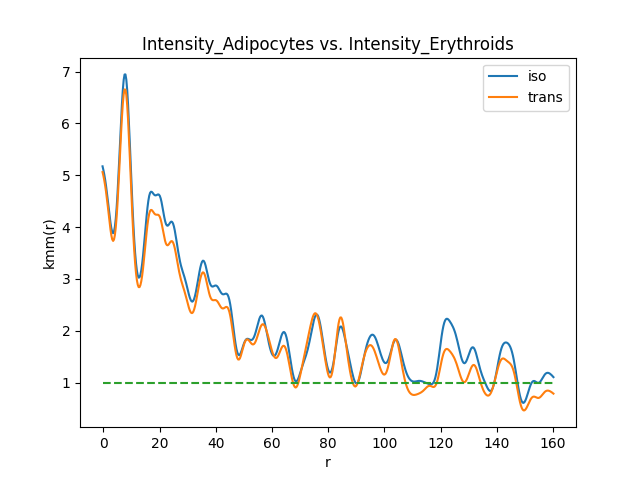 Intensity_Adipocytes vs. Intensity_Erythroids
iso
trans
kmm(r)
7
6
5
4
3
2
1
0 20 40 60 80 100 120 140 160
r